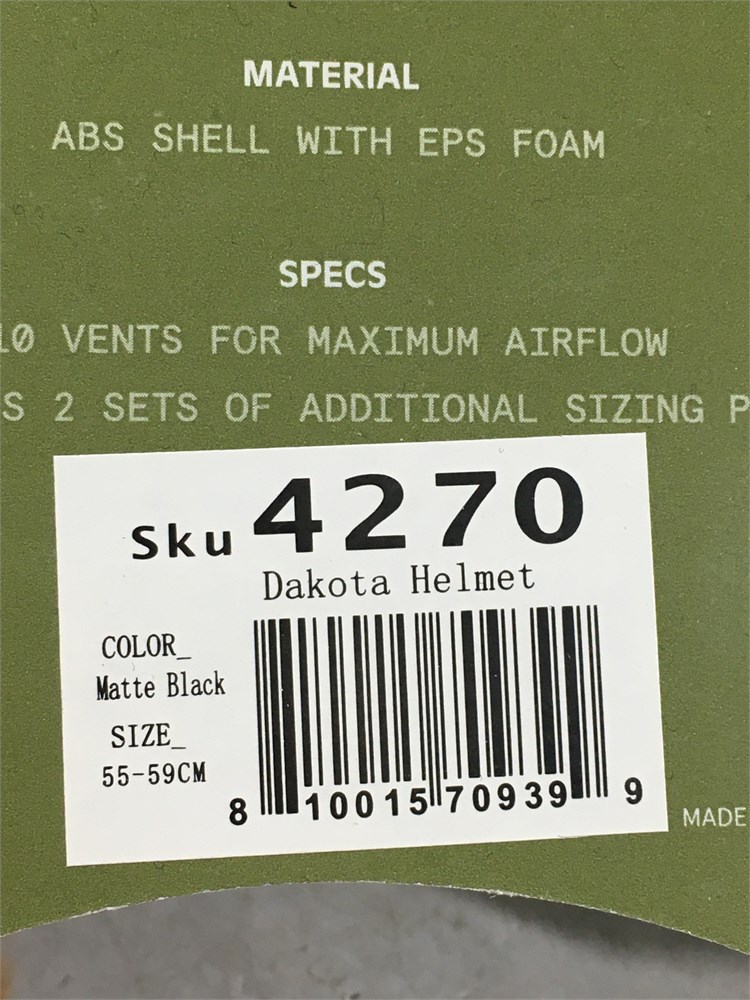 MATERIAL
ABS SHELL WITH EPS FOAM
SPECS
10 VENTS FOR MAXIMUM AIRFLOW
S 2 SETS OF ADDITIONAL SIZING P
Sku 4270
Dakota Helmet
COLOR_
Matte Black
SIZE_
55-59CM
8 10015 70939 9
MADE